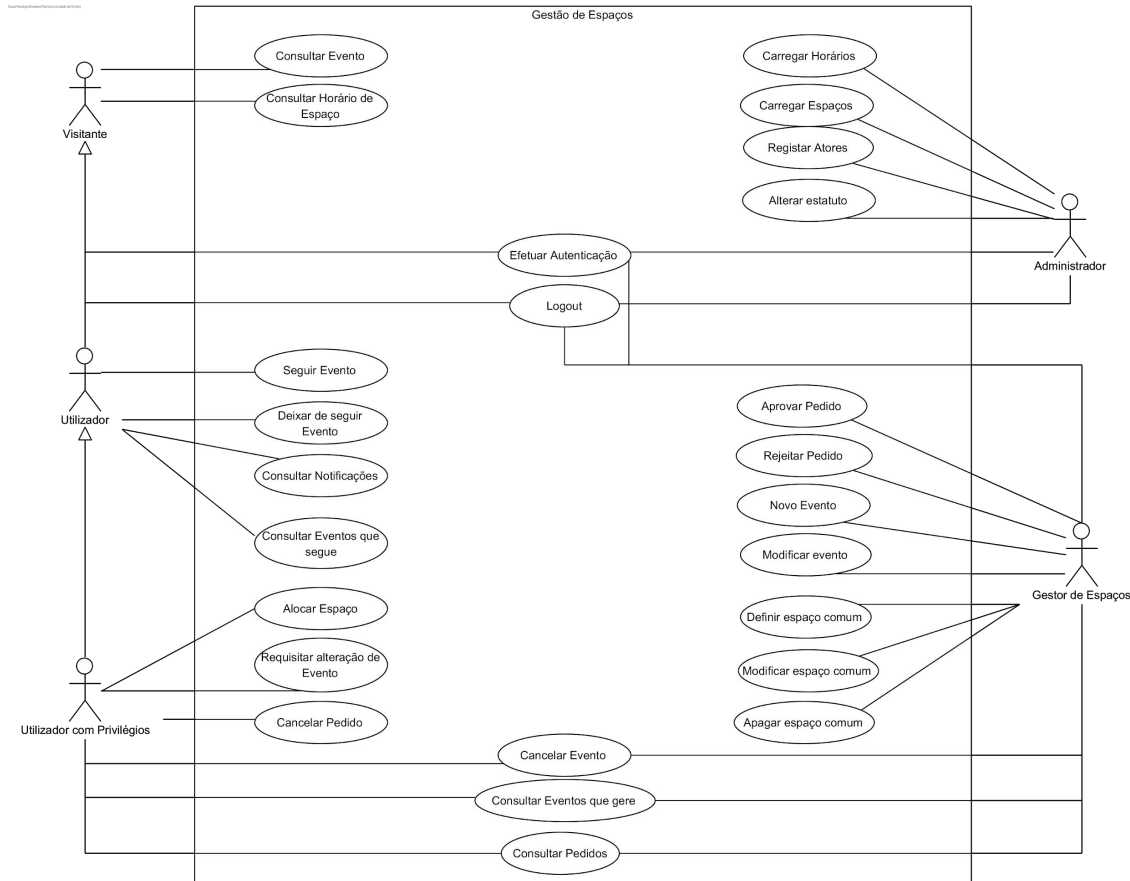 Gestão de Espaços
Consultar Evento
Consultar Horário de
Espaço
Visitante
Carregar Horários
Carregar Espaços
Registar Atores
Alterar estatuto
Administrador
Efetuar Autenticação
Logout
Seguir Evento
Deixar de seguir
Evento
Utilizador
Consultar Notificações
Consultar Eventos que
segue
Aprovar Pedido
Rejeitar Pedido
Novo Evento
Modificar evento
Gestor de Espaços
Definir espaço comum
Modificar espaço comum
Apagar espaço comum
Alocar Espaço
Requisitar alteração de
Evento
Cancelar Pedido
Utilizador com Privilégios
Cancelar Evento
Consultar Eventos que gere
Consultar Pedidos